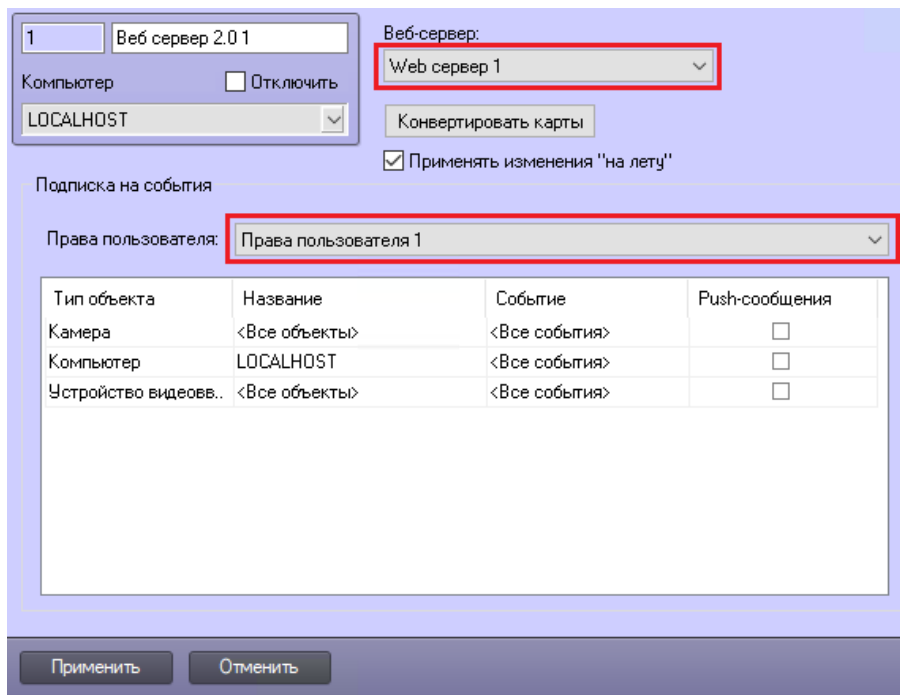 1 Веб сервер 2.0 1
Веб-сервер:
Web сервер 1
Компьютер Отключить
LOCALHOST
Конвертировать карты
Применять изменения "на лету"
Подписка на события
Права пользователя: Права пользователя 1
Тип объекта Название Событие Push-сообщения
Камера <Все объекты> <Все события>
Компьютер LOCALHOST <Все события>
Устройство видеовв.. <Все объекты> <Все события>
Применить Отменить